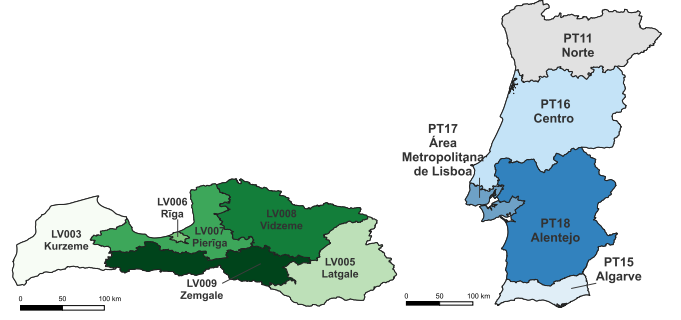 PT11
Norte
PT16
Centro
PT17
Área
Metropolitana
de Lisboa
LV006
Rīga
LV008
Vidzeme
LV003
Kurzeme
LV007
Pierīga
LV005
Latgale
LV009
Zemgale
PT18
Alentejo
PT15
Algarve
0 50 100 km
0 50 100 km